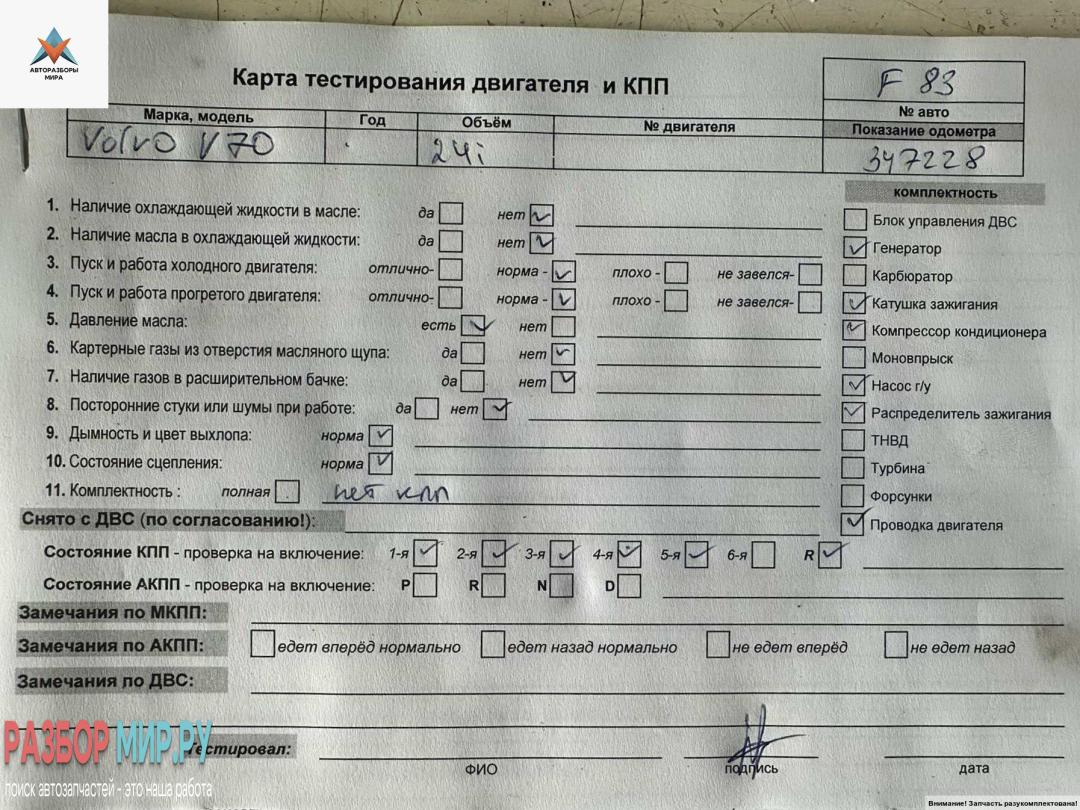 АВТОРАЗБОРЫ
МИРА
Карта тестирования двигателя и КПП
F 83
№ авто
Марка, модель Год Объём № двигателя Показание одометра
Volvo V70 24i 347228
комплектность
1. Наличие охлаждающей жидкости в масле: да нет Блок управления ДВС
2. Наличие масла в охлаждающей жидкости: да нет Генератор
3. Пуск и работа холодного двигателя: отлично- норма - плохо - не завелся- Карбюратор
4. Пуск и работа прогретого двигателя: отлично- норма - плохо - не завелся- Катушка зажигания
5. Давление масла: есть нет Компрессор кондиционера
6. Картерные газы из отверстия масляного щупа: да нет Моновпрыск
7. Наличие газов в расширительном бачке: да нет Насос г/у
8. Посторонние стуки или шумы при работе: да нет Распределитель зажигания
9. Дымность и цвет выхлопа: норма ТНВД
10. Состояние сцепления: норма Турбина
11. Комплектность : полная нет кпп Форсунки
Снято с ДВС (по согласованию!): Проводка двигателя
Состояние КПП - проверка на включение: 1-я 2-я 3-я 4-я 5-я 6-я R
Состояние АКПП - проверка на включение: P R N D
Замечания по МКПП:
Замечания по АКПП: едет вперёд нормально едет назад нормально не едет вперёд не едет назад
Замечания по ДВС:
РАЗБОР МИР.РУ
Тестировал:
поиск автозапчастей - это наша работа
ФИО подпись дата
Внимание! Запчасть разукомплектована!